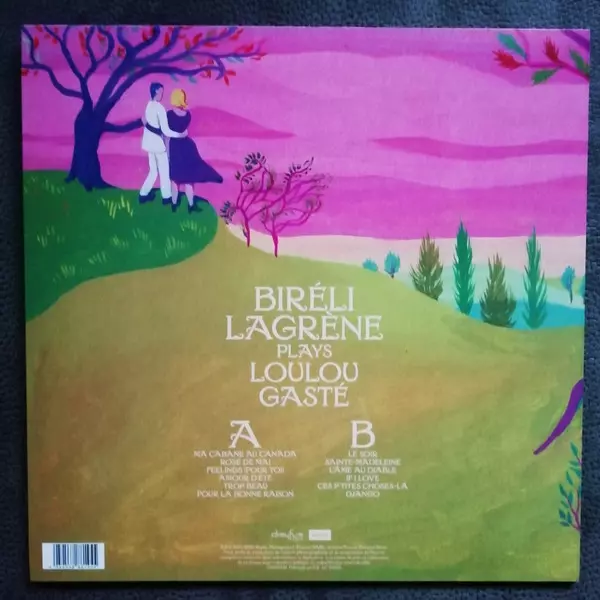 BIRÉLI
LAGRÈNE
PLAYS
LOULOU
GASTÉ
A
MA CABANE AU CANADA
ROSE DE MAI
FEELINGS (POUR TOI)
AMOUR D'ÉTÉ
TROP BEAU
POUR LA BONNE RAISON
B
LE SOIR
SAINTE-MADELEINE
L'ÂME AU DIABLE
IF I LOVE
CES P'TITES CHOSES-LÀ
DJANGO